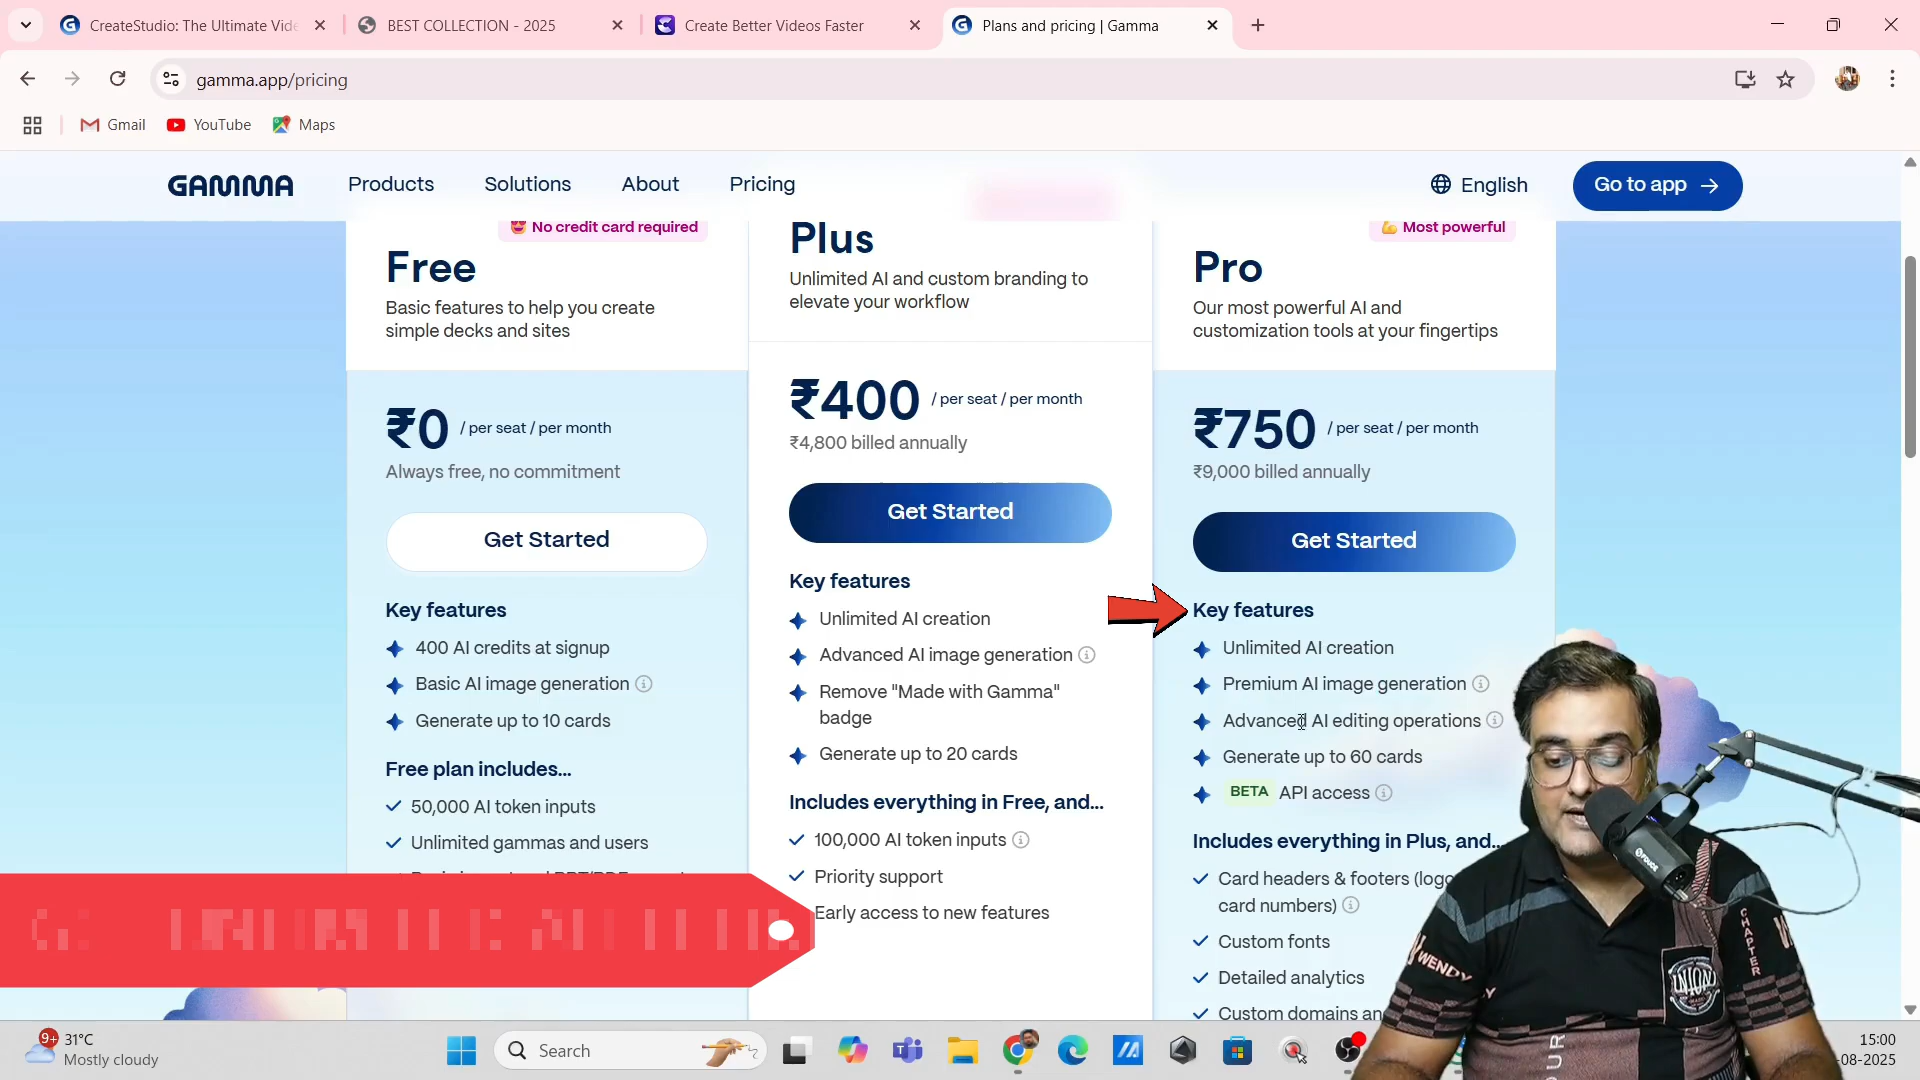 CreateStudio: The Ultimate Vide
BEST COLLECTION - 2025
Create Better Videos Faster
Plans and pricing | Gamma
gamma.app/pricing
Gmail
YouTube
Maps
GAMMA
Products
Solutions
About
Pricing
English
Go to app →
No credit card required
Free
Basic features to help you create
simple decks and sites
₹0 / per seat / per month
Always free, no commitment
Get Started
Key features
400 AI credits at signup
Basic AI image generation
Generate up to 10 cards
Free plan includes...
50,000 AI token inputs
Unlimited gammas and users
Plus
Unlimited AI and custom branding to
elevate your workflow
₹400 / per seat / per month
₹4,800 billed annually
Get Started
Key features
Unlimited AI creation
Advanced AI image generation
Remove "Made with Gamma"
badge
Generate up to 20 cards
Includes everything in Free, and...
100,000 AI token inputs
Priority support
Early access to new features
Most powerful
Pro
Our most powerful AI and
customization tools at your fingertips
₹750 / per seat / per month
₹9,000 billed annually
Get Started
Key features
Unlimited AI creation
Premium AI image generation
Advanced AI editing operations
Generate up to 60 cards
BETA API access
Includes everything in Plus, and...
Card headers & footers (logo
card numbers)
Custom fonts
Detailed analytics
Custom domains an
WENDY
UNION
CHAPTER
9+
31°C
Mostly cloudy
Search
15:00
-08-2025